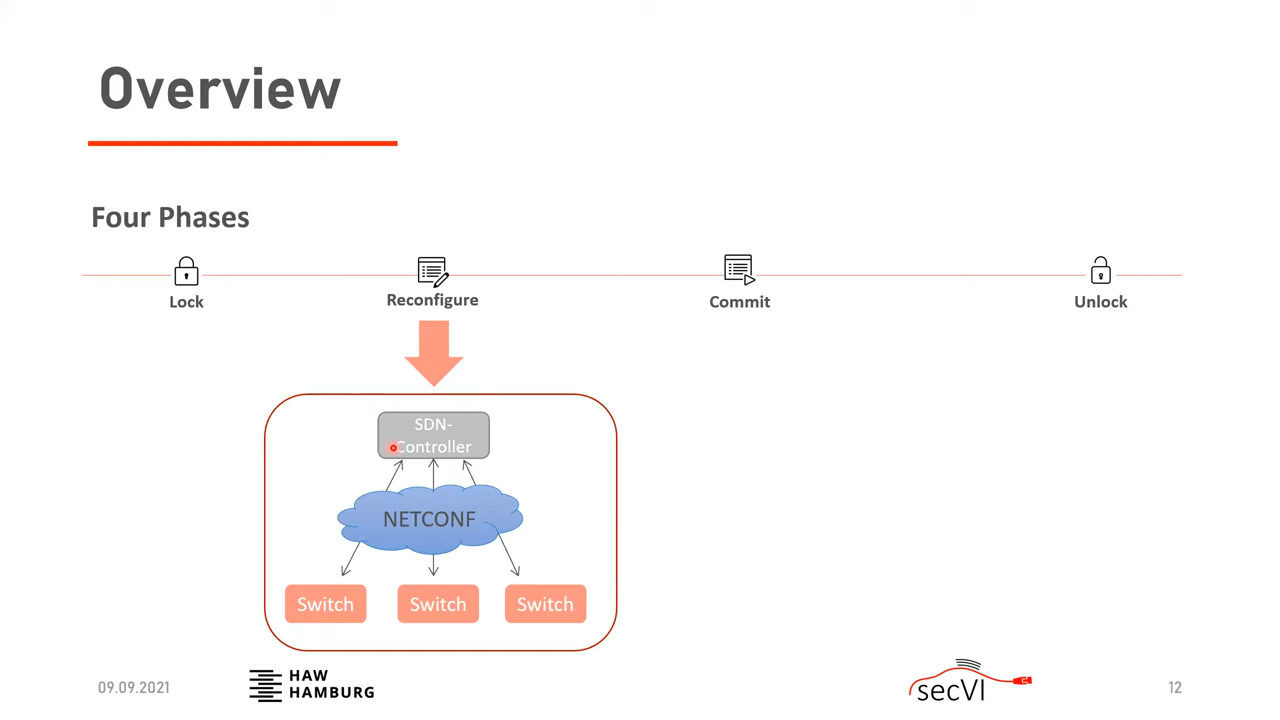 Overview
Four Phases
Lock
Reconfigure
Commit
Unlock
SDN-
Controller
NETCONF
Switch
Switch
Switch
09.09.2021
HAW
HAMBURG
secVI
12